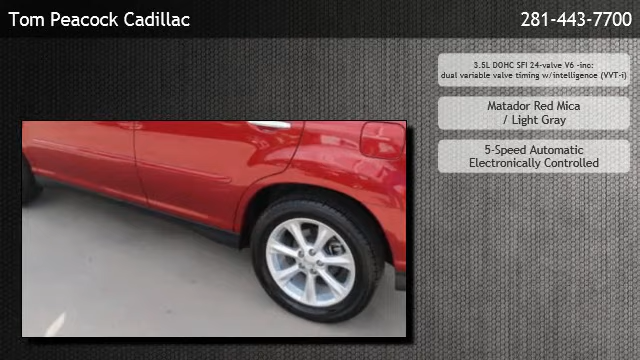 Tom Peacock Cadillac
281-443-7700
3.5L DOHC SFI 24-valve V6 -inc:
dual variable valve timing w/intelligence (VVT-i)
Matador Red Mica
/ Light Gray
5-Speed Automatic
Electronically Controlled